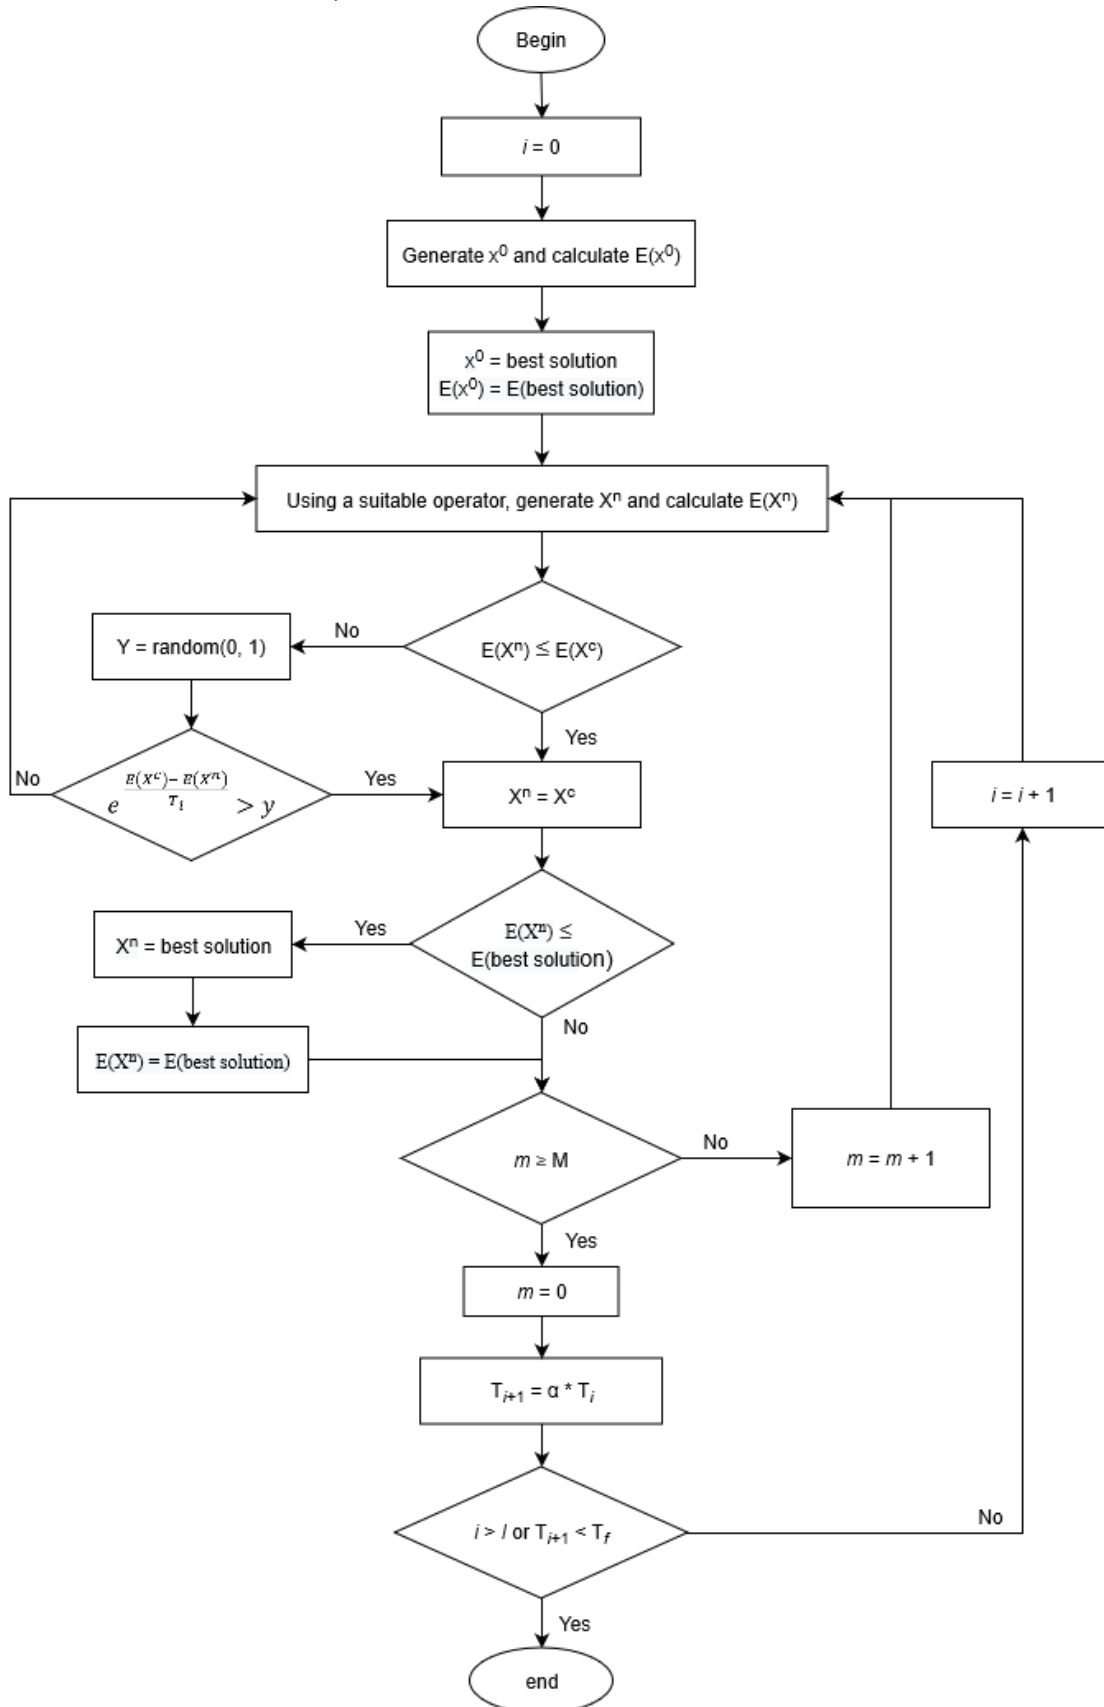 Begin
i = 0
Generate x⁰ and calculate E(x⁰)
x⁰ = best solution
E(x⁰) = E(best solution)
Using a suitable operator, generate Xⁿ and calculate E(Xⁿ)
No
Y = random(0, 1)
E(Xⁿ) ≤ E(Xᶜ)
Yes
No
e^((E(Xᶜ) − E(Xⁿ))/Tᵢ) > y
Yes
Xⁿ = Xᶜ
i = i + 1
Yes
Xⁿ = best solution
E(Xⁿ) ≤
E(best solution)
No
E(Xⁿ) = E(best solution)
m ≥ M
No
m = m + 1
Yes
m = 0
Tᵢ₊₁ = α * Tᵢ
i > I or Tᵢ₊₁ < T_f
No
Yes
end